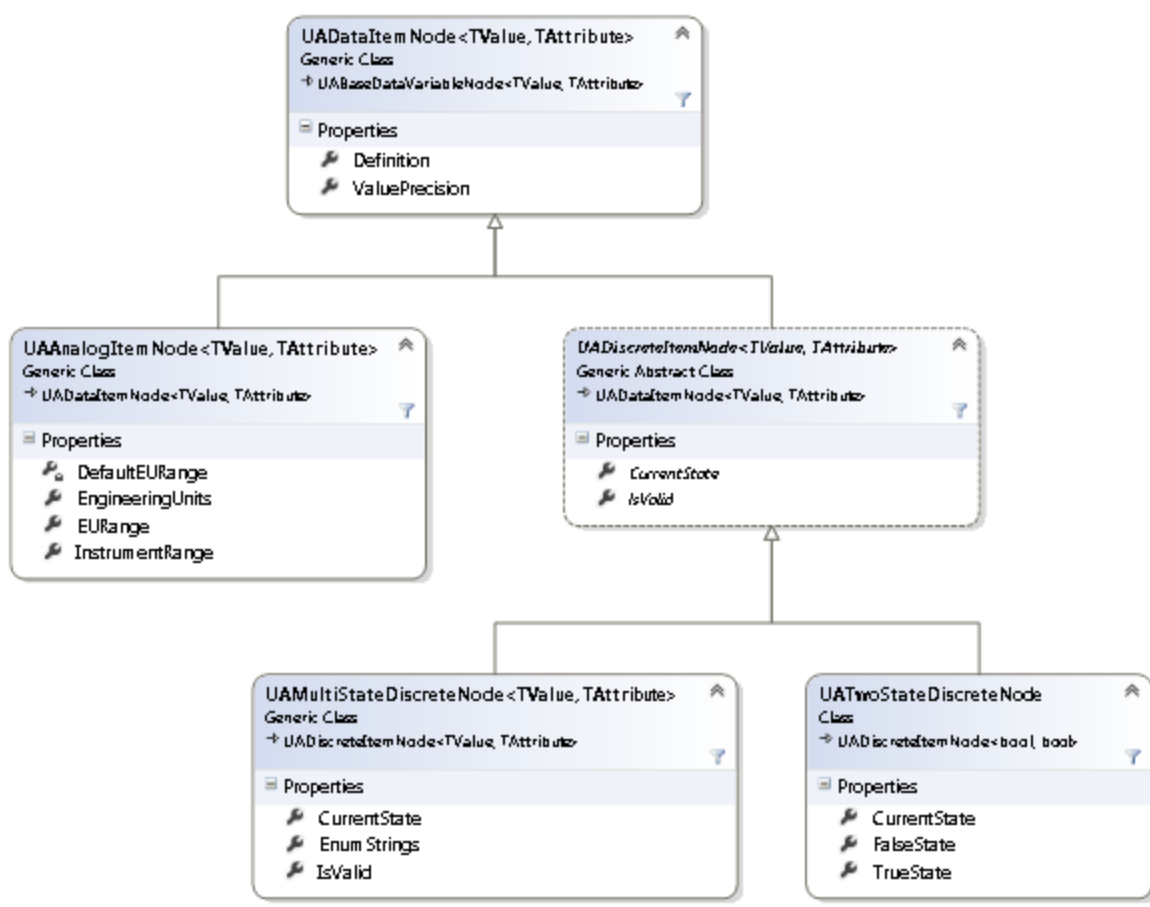 UADataItemNode<TValue, TAttribute>
Generic Class
UABaseDataVariableNode<TValue, TAttribute>
Properties
Definition
ValuePrecision
UAAnalogItemNode<TValue, TAttribute>
Generic Class
UADataItemNode<TValue, TAttribute>
Properties
DefaultEURange
EngineeringUnits
EURange
InstrumentRange
UADiscreteItemNode<TValue, TAttribute>
Generic Abstract Class
UADataItemNode<TValue, TAttribute>
Properties
CurrentState
IsValid
UAMultiStateDiscreteNode<TValue, TAttribute>
Generic Class
UADiscreteItemNode<TValue, TAttribute>
Properties
CurrentState
EnumStrings
IsValid
UATwoStateDiscreteNode
Class
UADiscreteItemNode<bool, bool>
Properties
CurrentState
FalseState
TrueState